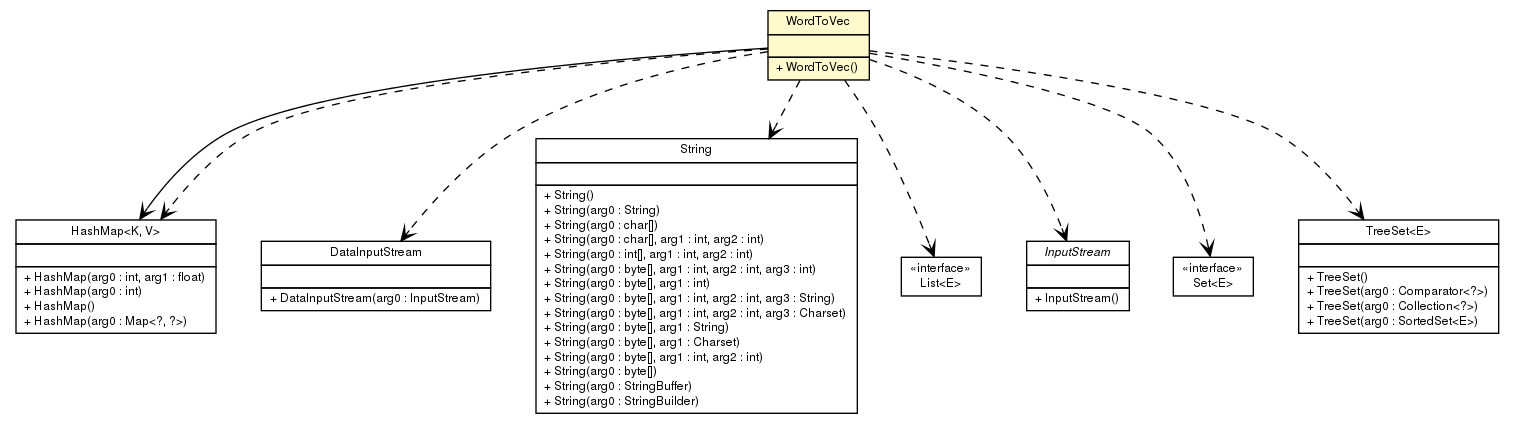 WordToVec
+ WordToVec()
HashMap<K, V>
+ HashMap(arg0 : int, arg1 : float)
+ HashMap(arg0 : int)
+ HashMap()
+ HashMap(arg0 : Map<?, ?>)
DataInputStream
+ DataInputStream(arg0 : InputStream)
String
+ String()
+ String(arg0 : String)
+ String(arg0 : char[])
+ String(arg0 : char[], arg1 : int, arg2 : int)
+ String(arg0 : int[], arg1 : int, arg2 : int)
+ String(arg0 : byte[], arg1 : int, arg2 : int, arg3 : int)
+ String(arg0 : byte[], arg1 : int)
+ String(arg0 : byte[], arg1 : int, arg2 : int, arg3 : String)
+ String(arg0 : byte[], arg1 : int, arg2 : int, arg3 : Charset)
+ String(arg0 : byte[], arg1 : String)
+ String(arg0 : byte[], arg1 : Charset)
+ String(arg0 : byte[], arg1 : int, arg2 : int)
+ String(arg0 : byte[])
+ String(arg0 : StringBuffer)
+ String(arg0 : StringBuilder)
«interface»
List<E>
InputStream
+ InputStream()
«interface»
Set<E>
TreeSet<E>
+ TreeSet()
+ TreeSet(arg0 : Comparator<?>)
+ TreeSet(arg0 : Collection<?>)
+ TreeSet(arg0 : SortedSet<E>)